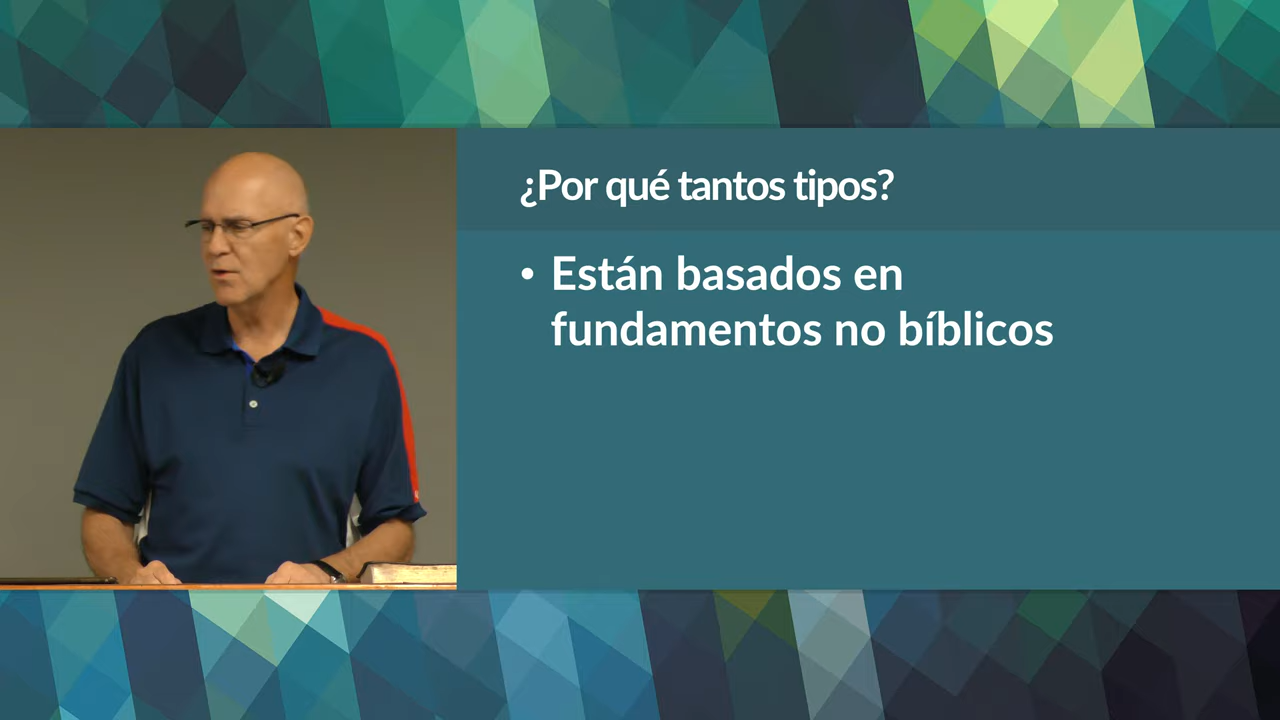 ¿Por qué tantos tipos?
• Están basados en
fundamentos no bíblicos